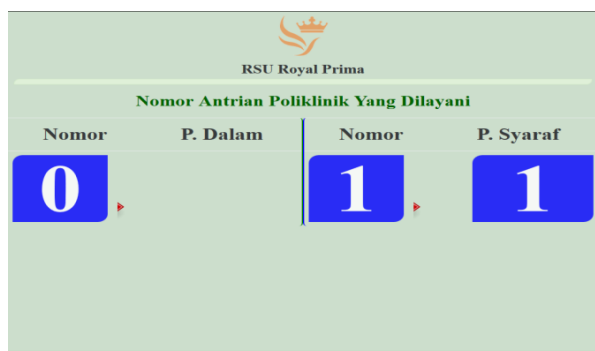 RSU Royal Prima
Nomor Antrian Poliklinik Yang Dilayani
Nomor P. Dalam Nomor P. Syaraf
0 1 1